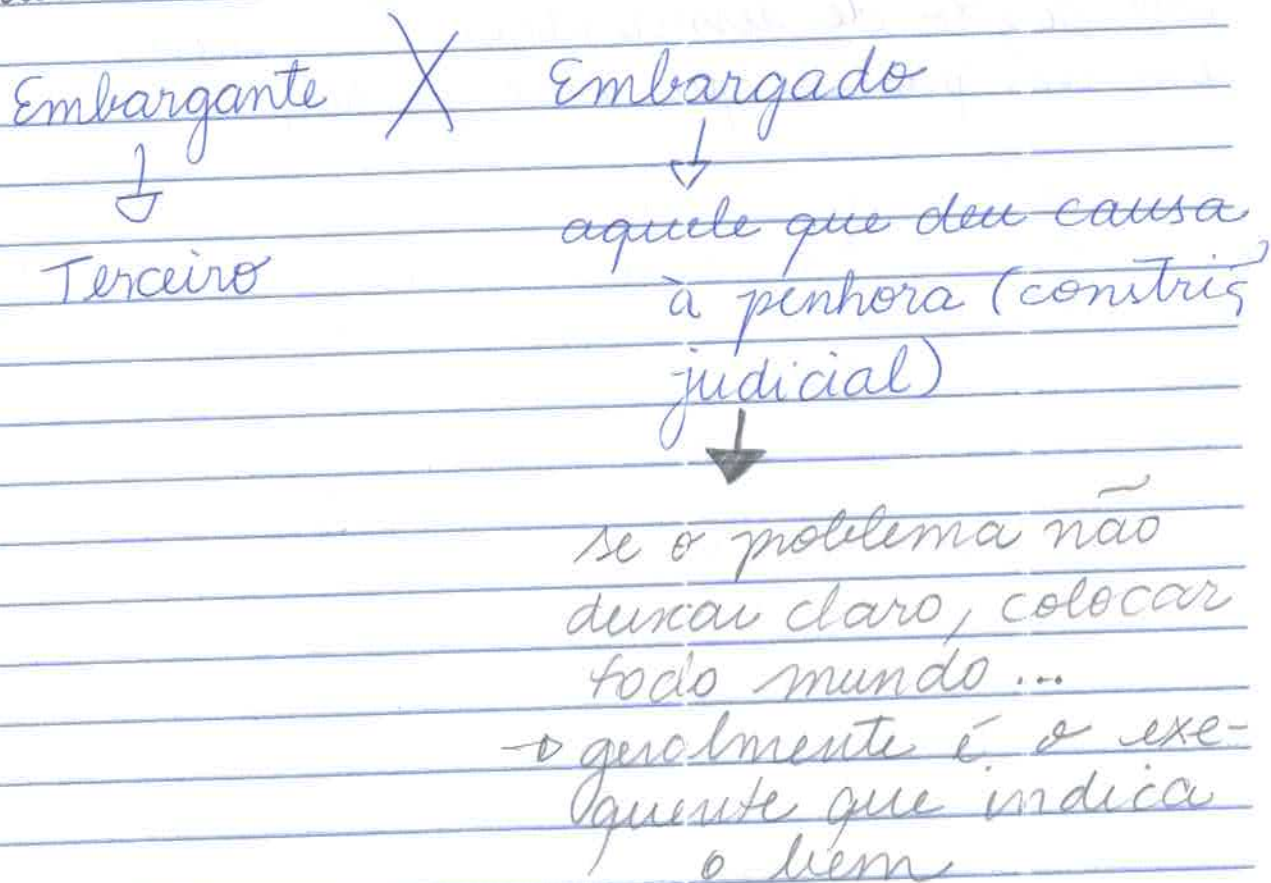 Embargante X Embargado
↓ ↓
Terceiro aquele que deu causa
à penhora (constriç
judicial)
↓
se o problema não
deixar claro, colocar
todo mundo ...
→ geralmente é o exe-
quente que indica
o bem